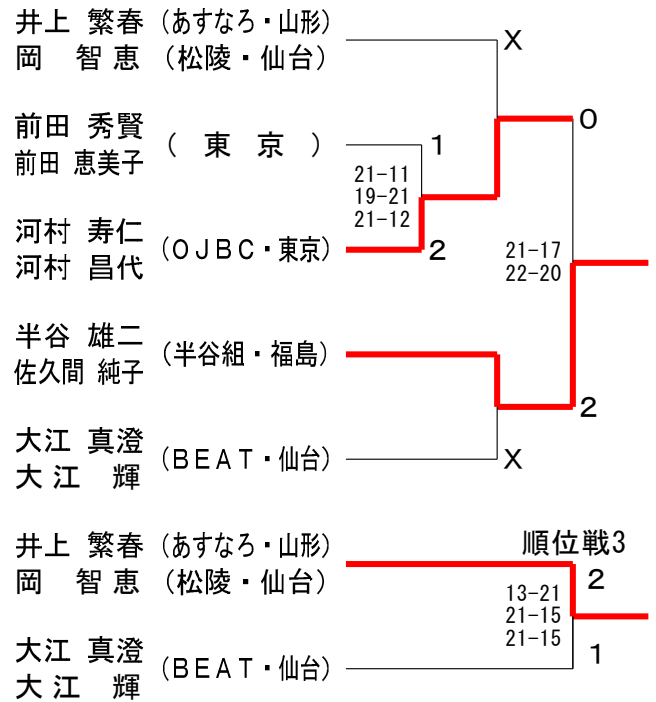 井上 繁春 (あすなろ・山形)
岡 智恵 (松陵・仙台)
X
0
前田 秀賢
前田 恵美子
( 東 京 )
1
21-11
19-21
21-12
河村 寿仁
河村 昌代
(OJBC・東京)
2
21-17
22-20
半谷 雄二
佐久間 純子
(半谷組・福島)
2
大江 真澄
大江 輝
(BEAT・仙台)
X
井上 繁春 (あすなろ・山形)
岡 智恵 (松陵・仙台)
順位戦3
2
13-21
21-15
21-15
大江 真澄
大江 輝
(BEAT・仙台)
1